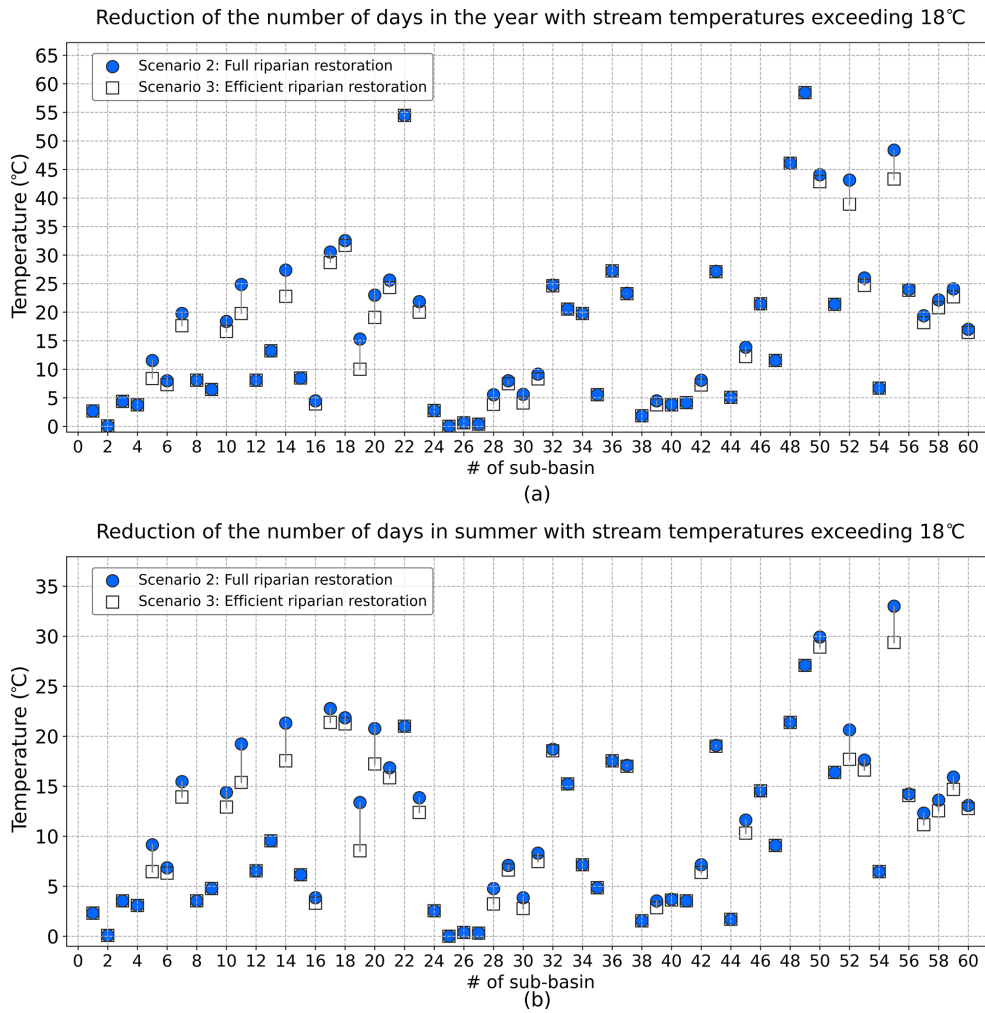 Reduction of the number of days in the year with stream temperatures exceeding 18℃
65
60
55
50
45
40
35
30
25
20
15
10
5
0
Temperature (℃)
Scenario 2: Full riparian restoration
Scenario 3: Efficient riparian restoration
0 2 4 6 8 10 12 14 16 18 20 22 24 26 28 30 32 34 36 38 40 42 44 46 48 50 52 54 56 58 60
# of sub-basin
(a)
Reduction of the number of days in summer with stream temperatures exceeding 18℃
35
30
25
20
15
10
5
0
Temperature (℃)
Scenario 2: Full riparian restoration
Scenario 3: Efficient riparian restoration
0 2 4 6 8 10 12 14 16 18 20 22 24 26 28 30 32 34 36 38 40 42 44 46 48 50 52 54 56 58 60
# of sub-basin
(b)